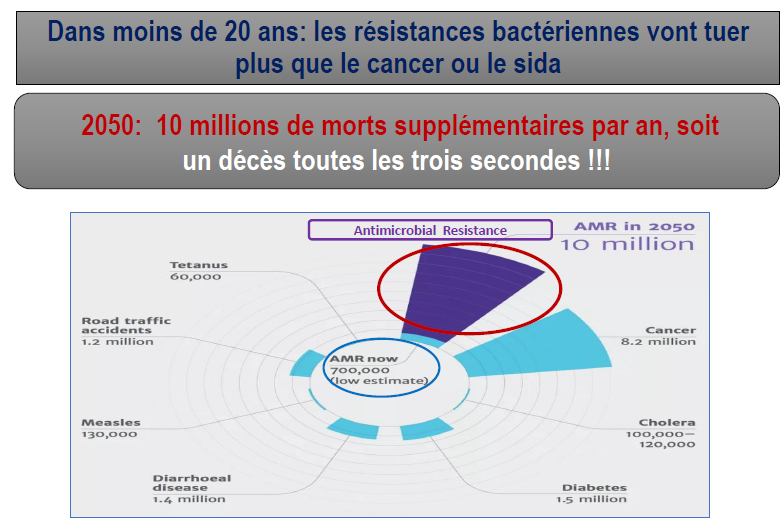 Dans moins de 20 ans: les résistances bactériennes vont tuer
plus que le cancer ou le sida
2050:  10 millions de morts supplémentaires par an, soit
un décès toutes les trois secondes !!!
Antimicrobial Resistance
AMR in 2050
10 million
Tetanus
60,000
Road traffic
accidents
1.2 million
Cancer
8.2 million
AMR now
700,000
(low estimate)
Measles
130,000
Cholera
100,000–
120,000
Diarrhoeal
disease
1.4 million
Diabetes
1.5 million